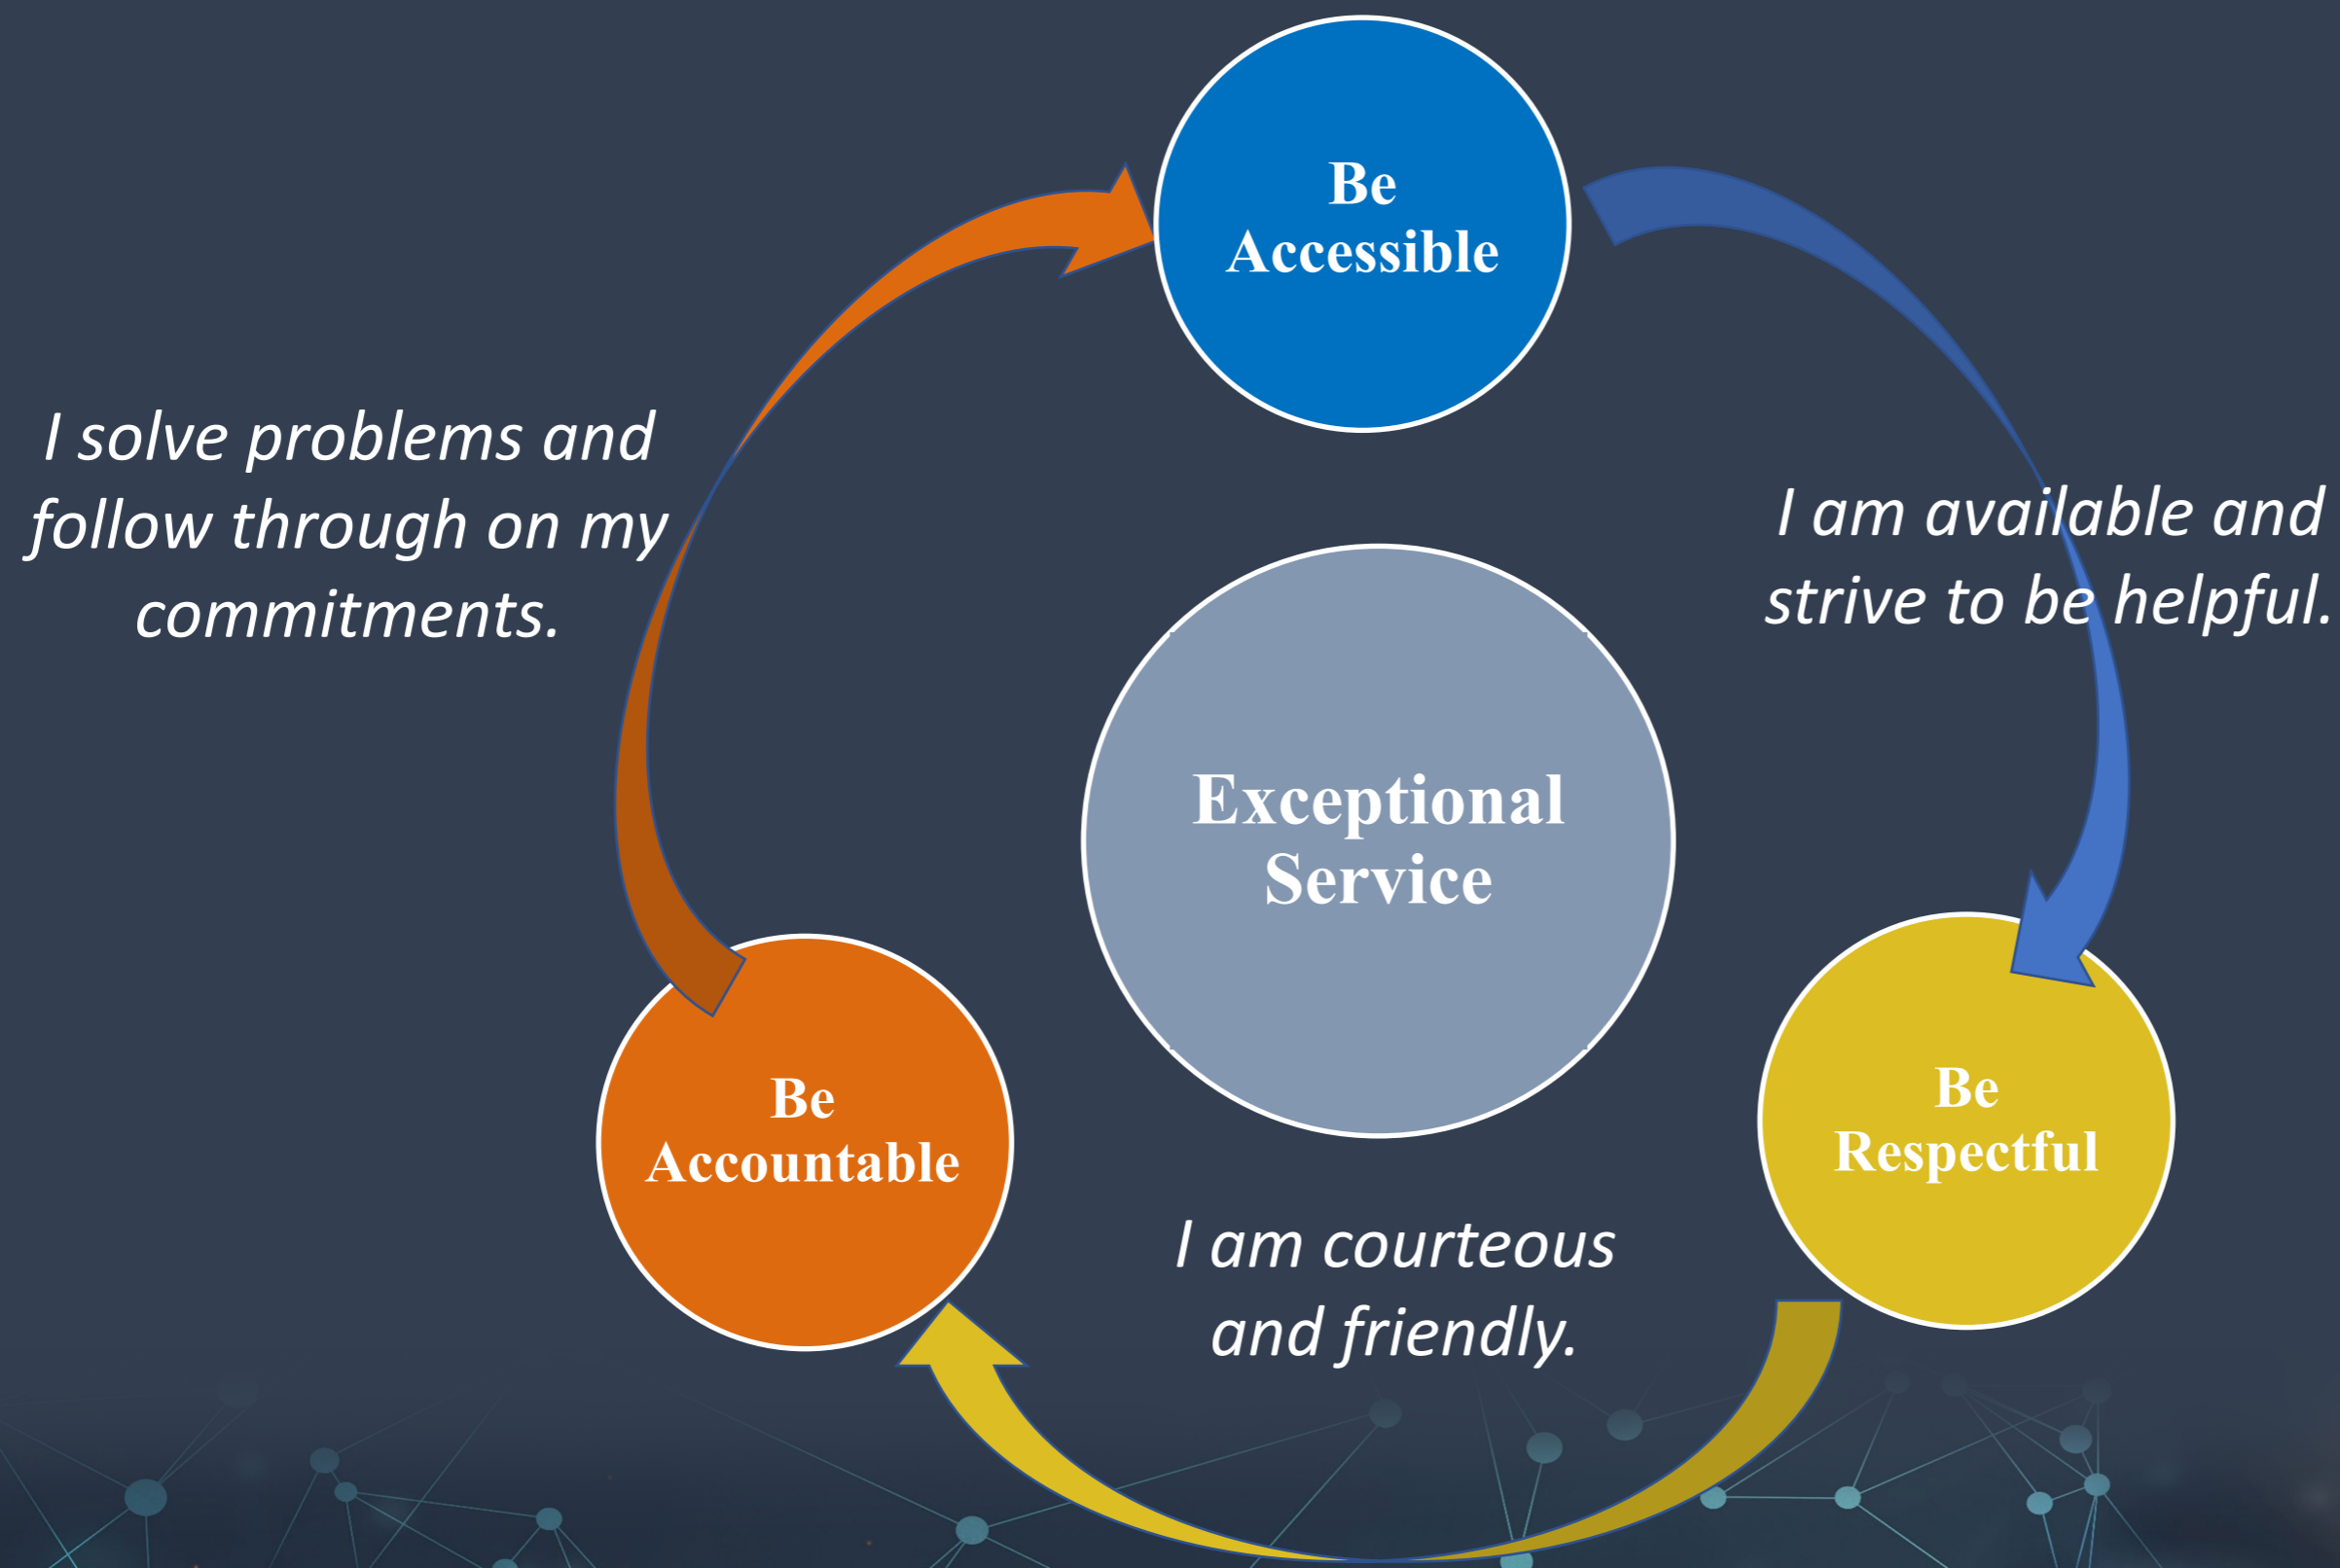 Be
Accessible
I solve problems and
follow through on my
commitments.
I am available and
strive to be helpful.
Exceptional
Service
Be
Accountable
Be
Respectful
I am courteous
and friendly.